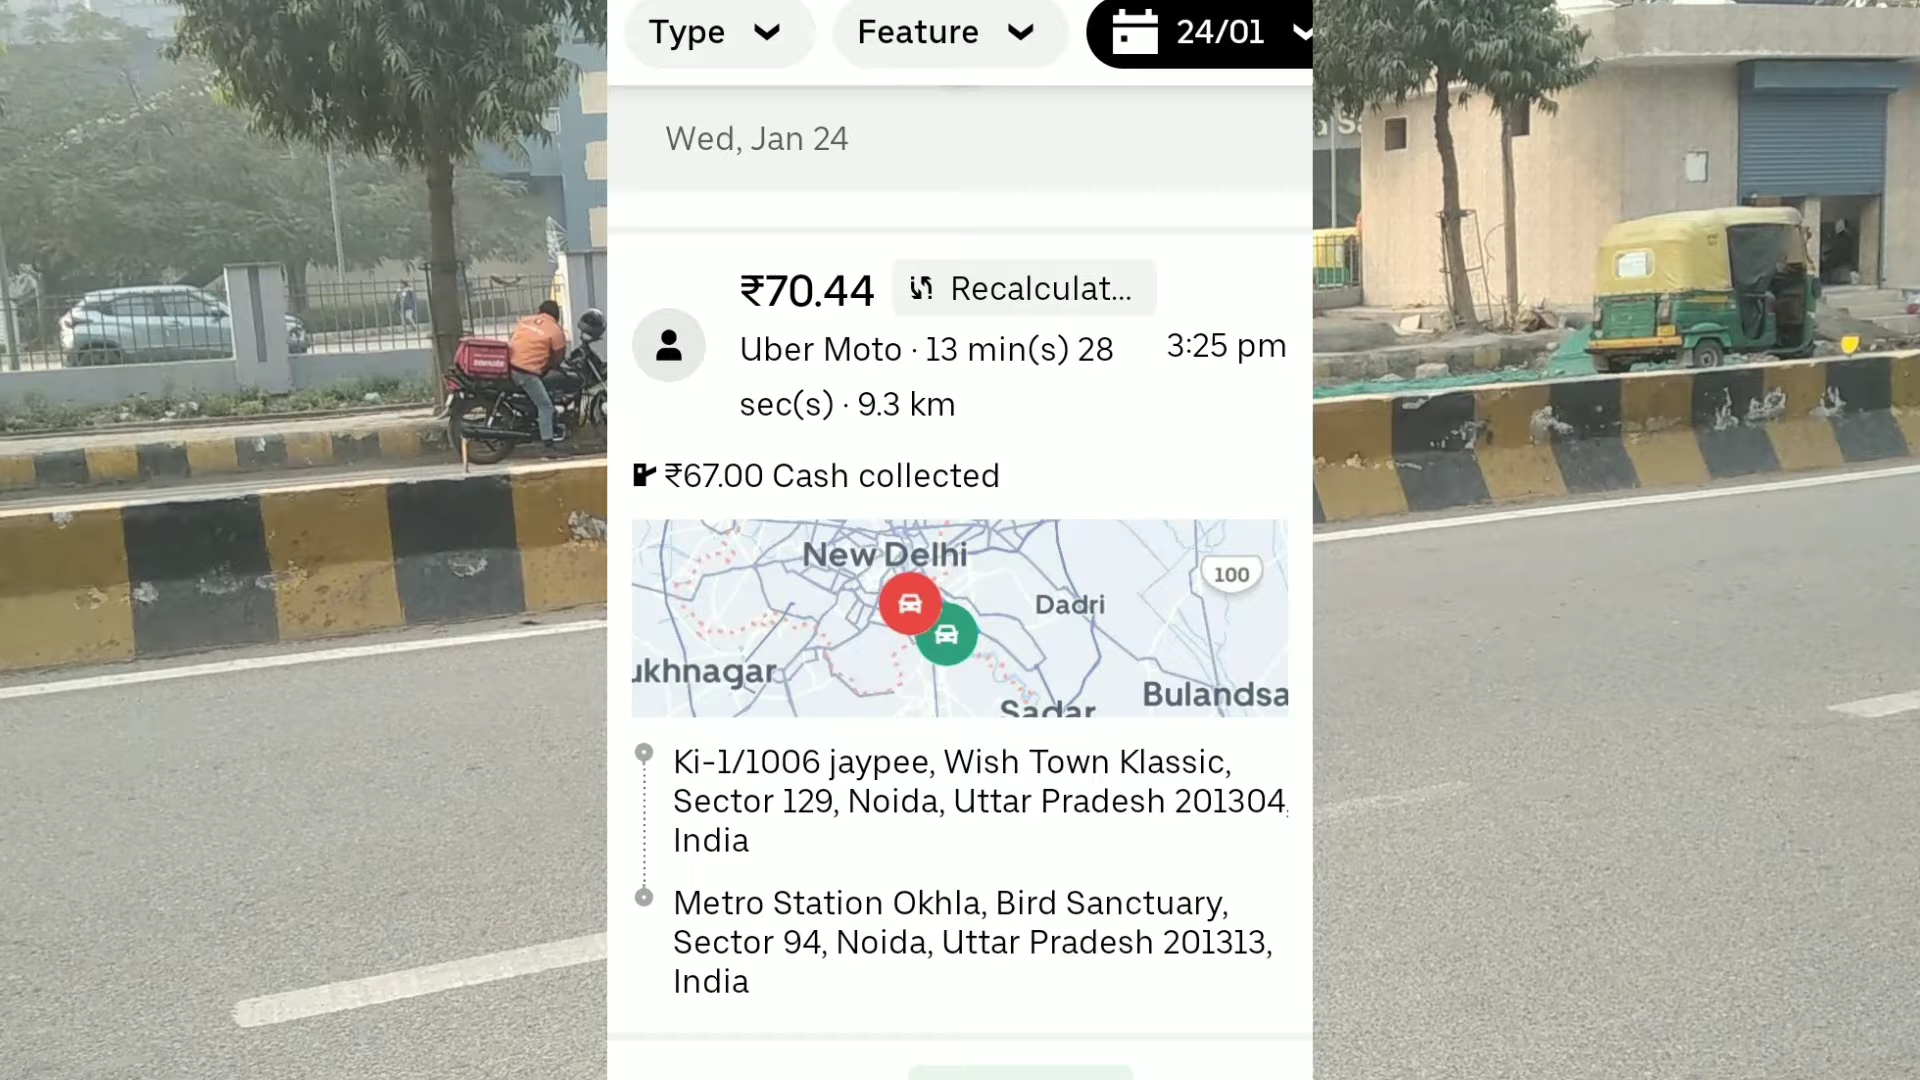 Type
Feature
24/01
Wed, Jan 24
₹70.44
Recalculat...
Uber Moto · 13 min(s) 28
sec(s) · 9.3 km
3:25 pm
₹67.00 Cash collected
New Delhi
100
Dadri
ukhnagar
Bulandsa
Sadar
Ki-1/1006 jaypee, Wish Town Klassic,
Sector 129, Noida, Uttar Pradesh 201304,
India
Metro Station Okhla, Bird Sanctuary,
Sector 94, Noida, Uttar Pradesh 201313,
India
zomato